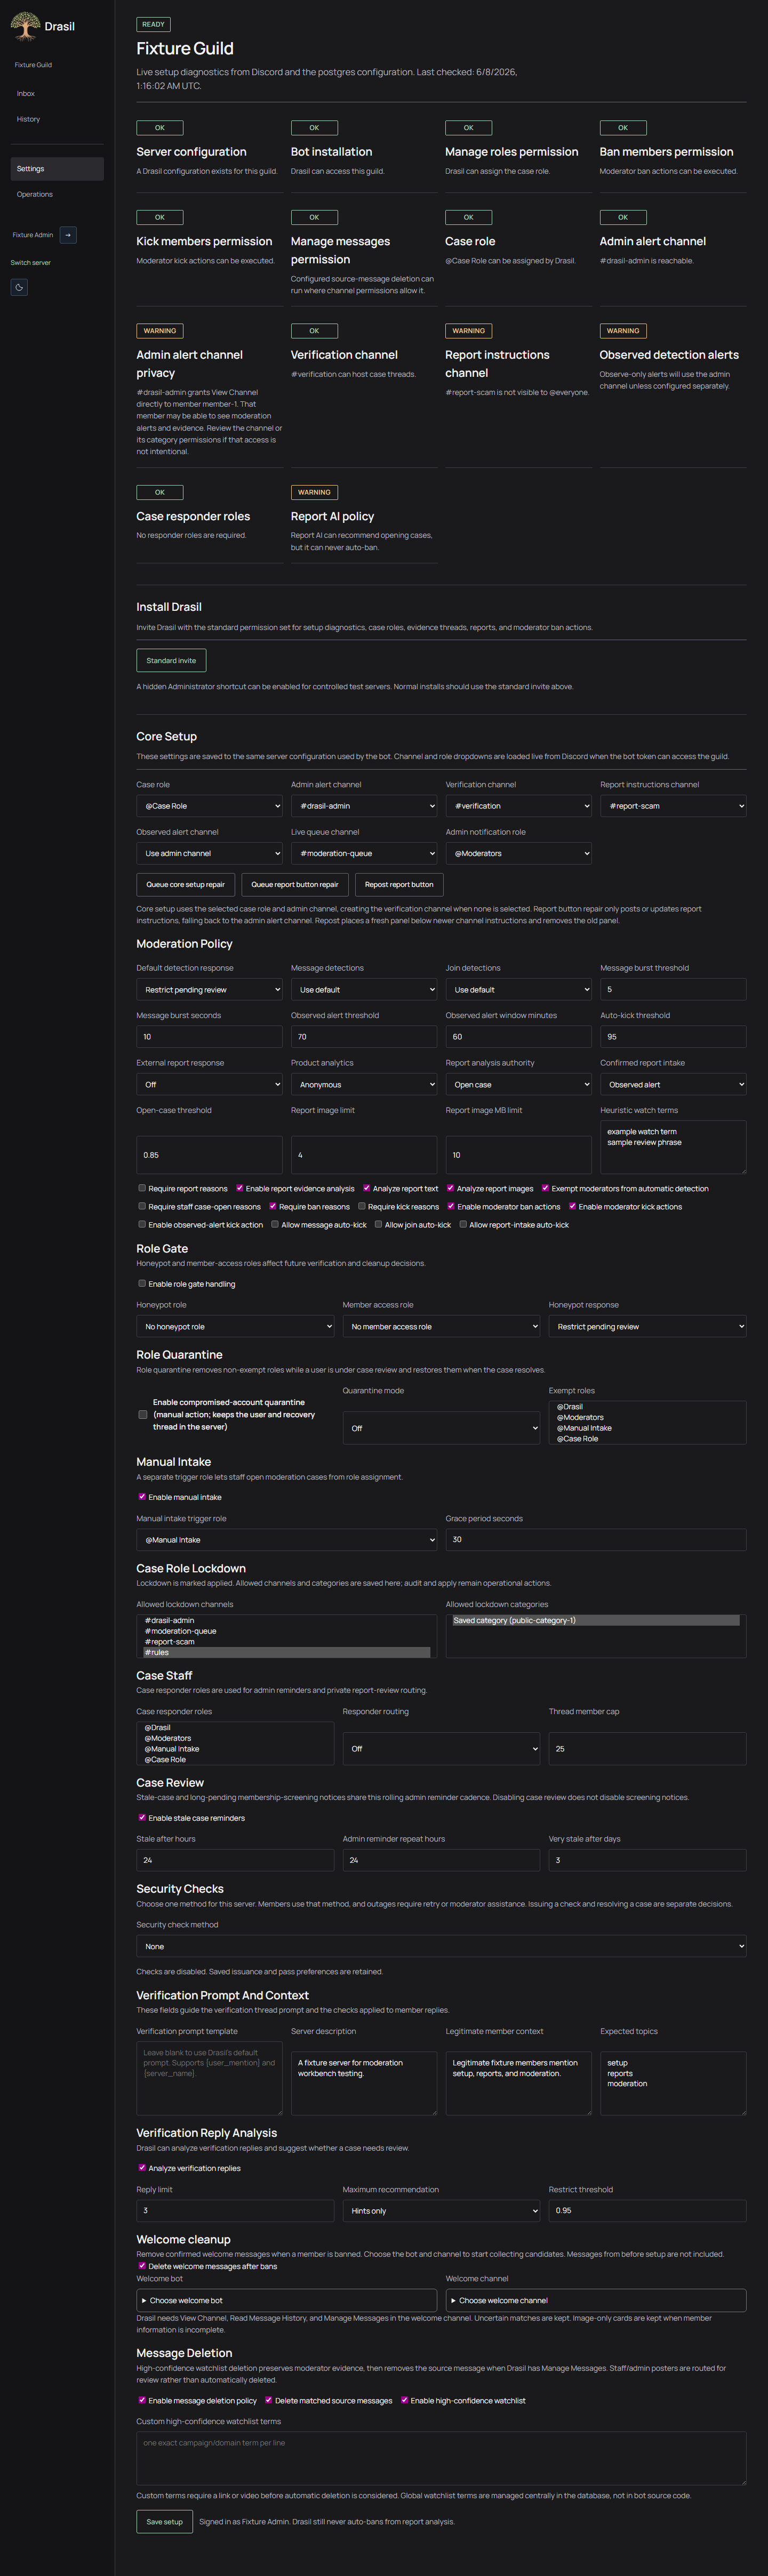 Drasil
Fixture Guild
Inbox
History
Settings
Operations
Fixture Admin
Switch server
READY
Fixture Guild
Live setup diagnostics from Discord and the postgres configuration. Last checked: 6/8/2026,
1:16:02 AM UTC.
OK
Server configuration
A Drasil configuration exists for this guild.
OK
Bot installation
Drasil can access this guild.
OK
Manage roles permission
Drasil can assign the case role.
OK
Ban members permission
Moderator ban actions can be executed.
OK
Kick members permission
Moderator kick actions can be executed.
OK
Manage messages
permission
Configured source-message deletion can
run where channel permissions allow it.
OK
Case role
@Case Role can be assigned by Drasil.
OK
Admin alert channel
#drasil-admin is reachable.
WARNING
Admin alert channel
privacy
#drasil-admin grants View Channel
directly to member member-1. That
member may be able to see moderation
alerts and evidence. Review the channel or
its category permissions if that access is
not intentional.
OK
Verification channel
#verification can host case threads.
WARNING
Report instructions
channel
#report-scam is not visible to @everyone.
WARNING
Observed detection alerts
Observe-only alerts will use the admin
channel unless configured separately.
OK
Case responder roles
No responder roles are required.
WARNING
Report AI policy
Report AI can recommend opening cases,
but it can never auto-ban.
Install Drasil
Invite Drasil with the standard permission set for setup diagnostics, case roles, evidence threads, reports, and moderator ban actions.
Standard invite
A hidden Administrator shortcut can be enabled for controlled test servers. Normal installs should use the standard invite above.
Core Setup
These settings are saved to the same server configuration used by the bot. Channel and role dropdowns are loaded live from Discord when the bot token can access the guild.
Case role
Admin alert channel
Verification channel
Report instructions channel
@Case Role
#drasil-admin
#verification
#report-scam
Observed alert channel
Live queue channel
Admin notification role
Use admin channel
#moderation-queue
@Moderators
Queue core setup repair
Queue report button repair
Repost report button
Core setup uses the selected case role and admin channel, creating the verification channel when none is selected. Report button repair only posts or updates report
instructions, falling back to the admin alert channel. Repost places a fresh panel below newer channel instructions and removes the old panel.
Moderation Policy
Default detection response
Message detections
Join detections
Message burst threshold
Restrict pending review
Use default
Use default
5
Message burst seconds
Observed alert threshold
Observed alert window minutes
Auto-kick threshold
10
70
60
95
External report response
Product analytics
Report analysis authority
Confirmed report intake
Off
Anonymous
Open case
Observed alert
Open-case threshold
Report image limit
Report image MB limit
Heuristic watch terms
0.85
4
10
example watch term
sample review phrase
Require report reasons
Enable report evidence analysis
Analyze report text
Analyze report images
Exempt moderators from automatic detection
Require staff case-open reasons
Require ban reasons
Require kick reasons
Enable moderator ban actions
Enable moderator kick actions
Enable observed-alert kick action
Allow message auto-kick
Allow join auto-kick
Allow report-intake auto-kick
Role Gate
Honeypot and member-access roles affect future verification and cleanup decisions.
Enable role gate handling
Honeypot role
Member access role
Honeypot response
No honeypot role
No member access role
Restrict pending review
Role Quarantine
Role quarantine removes non-exempt roles while a user is under case review and restores them when the case resolves.
Enable compromised-account quarantine
(manual action; keeps the user and recovery
thread in the server)
Quarantine mode
Off
Exempt roles
@Drasil
@Moderators
@Manual Intake
@Case Role
Manual Intake
A separate trigger role lets staff open moderation cases from role assignment.
Enable manual intake
Manual intake trigger role
Grace period seconds
@Manual Intake
30
Case Role Lockdown
Lockdown is marked applied. Allowed channels and categories are saved here; audit and apply remain operational actions.
Allowed lockdown channels
Allowed lockdown categories
#drasil-admin
#moderation-queue
#report-scam
#rules
Saved category (public-category-1)
Case Staff
Case responder roles are used for admin reminders and private report-review routing.
Case responder roles
Responder routing
Thread member cap
@Drasil
@Moderators
@Manual Intake
@Case Role
Off
25
Case Review
Stale-case and long-pending membership-screening notices share this rolling admin reminder cadence. Disabling case review does not disable screening notices.
Enable stale case reminders
Stale after hours
Admin reminder repeat hours
Very stale after days
24
24
3
Security Checks
Choose one method for this server. Members use that method, and outages require retry or moderator assistance. Issuing a check and resolving a case are separate decisions.
Security check method
None
Checks are disabled. Saved issuance and pass preferences are retained.
Verification Prompt And Context
These fields guide the verification thread prompt and the checks applied to member replies.
Verification prompt template
Server description
Legitimate member context
Expected topics
Leave blank to use Drasil's default
prompt. Supports {user_mention} and
{server_name}
A fixture server for moderation
workbench testing.
Legitimate fixture members mention
setup, reports, and moderation.
setup
reports
moderation
Verification Reply Analysis
Drasil can analyze verification replies and suggest whether a case needs review.
Analyze verification replies
Reply limit
Maximum recommendation
Restrict threshold
3
Hints only
0.95
Welcome cleanup
Remove confirmed welcome messages when a member is banned. Choose the bot and channel to start collecting candidates. Messages from before setup are not included.
Delete welcome messages after bans
Welcome bot
Welcome channel
Choose welcome bot
Choose welcome channel
Drasil needs View Channel, Read Message History, and Manage Messages in the welcome channel. Uncertain matches are kept. Image-only cards are kept when member
information is incomplete.
Message Deletion
High-confidence watchlist deletion preserves moderator evidence, then removes the source message when Drasil has Manage Messages. Staff/admin posters are routed for
review rather than automatically deleted.
Enable message deletion policy
Delete matched source messages
Enable high-confidence watchlist
Custom high-confidence watchlist terms
one exact campaign/domain term per line
Custom terms require a link or video before automatic deletion is considered. Global watchlist terms are managed centrally in the database, not in bot source code.
Save setup
Signed in as Fixture Admin. Drasil still never auto-bans from report analysis.